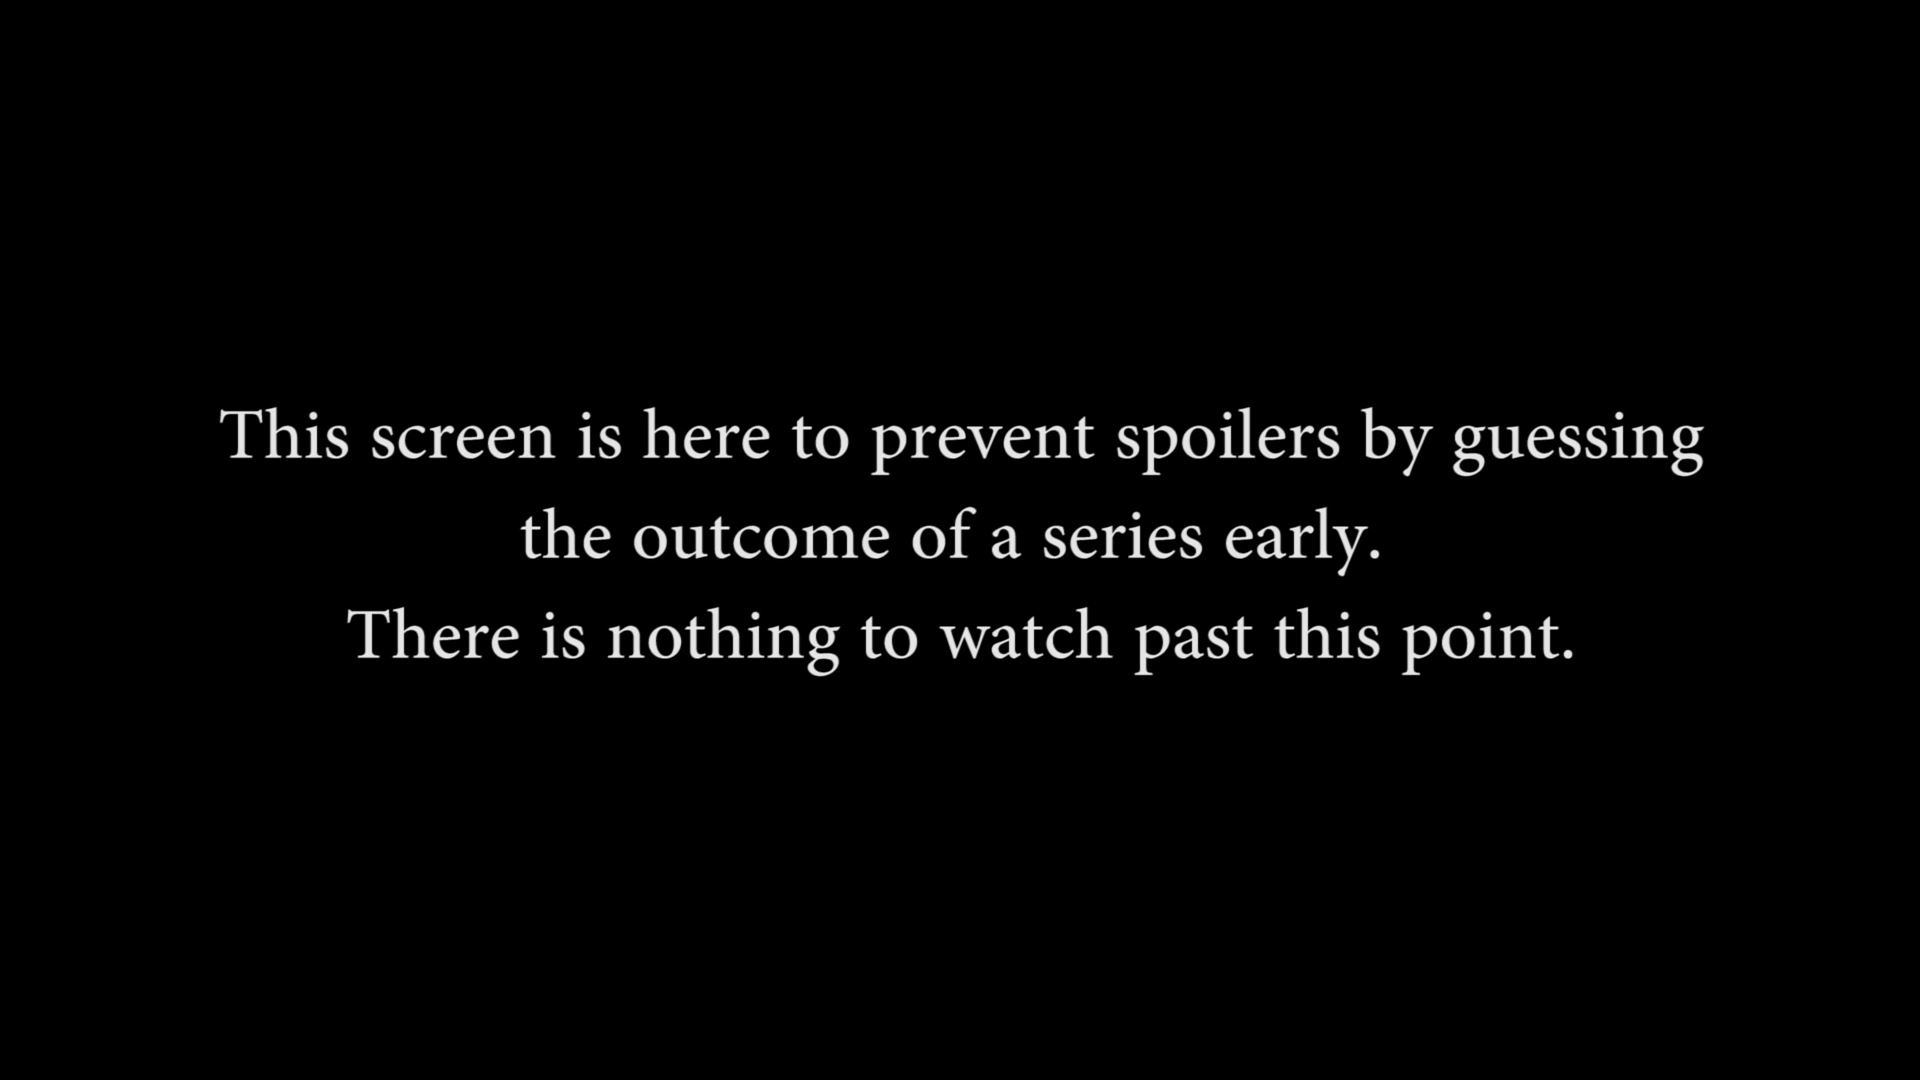 This screen is here to prevent spoilers by guessing
the outcome of a series early.
There is nothing to watch past this point.